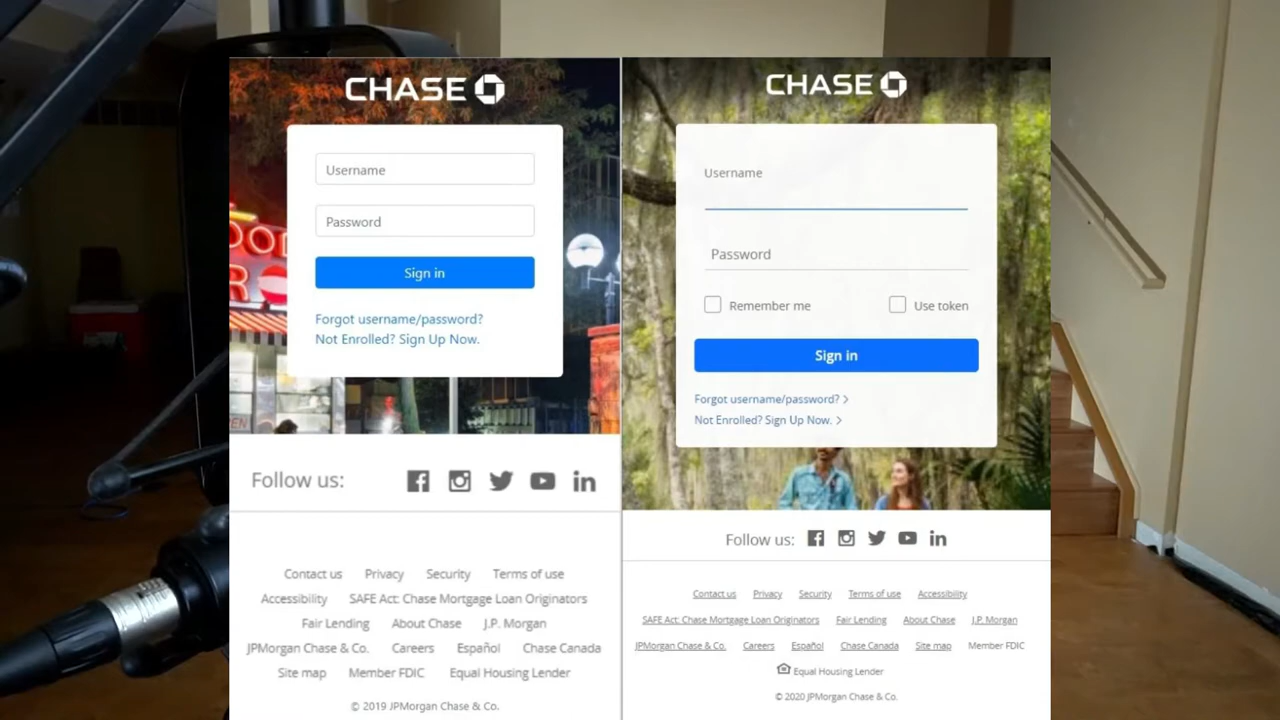 CHASE
Username
Password
Sign in
Forgot username/password?
Not Enrolled? Sign Up Now.
Follow us:
Contact us Privacy Security Terms of use
Accessibility SAFE Act: Chase Mortgage Loan Originators
Fair Lending About Chase J.P. Morgan
JPMorgan Chase & Co. Careers Español Chase Canada
Site map Member FDIC Equal Housing Lender
© 2019 JPMorgan Chase & Co.
CHASE
Username
Password
Remember me Use token
Sign in
Forgot username/password? >
Not Enrolled? Sign Up Now. >
Follow us:
Contact us Privacy Security Terms of use Accessibility
SAFE Act: Chase Mortgage Loan Originators Fair Lending About Chase J.P. Morgan
JPMorgan Chase & Co. Careers Español Chase Canada Site map Member FDIC
Equal Housing Lender
© 2020 JPMorgan Chase & Co.